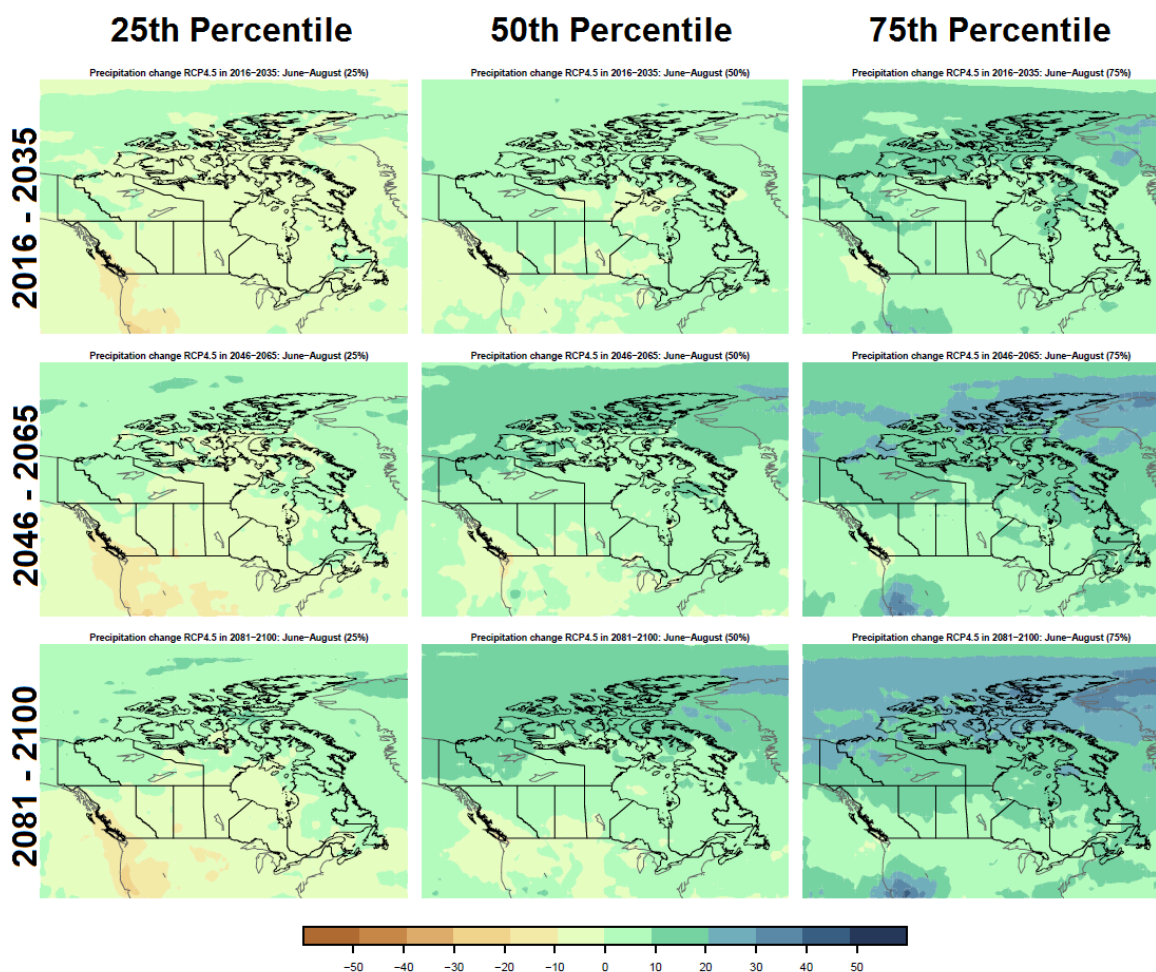 25th Percentile 50th Percentile 75th Percentile
2016 - 2035
Precipitation change RCP4.5 in 2016−2035: June−August (25%)
Precipitation change RCP4.5 in 2016−2035: June−August (50%)
Precipitation change RCP4.5 in 2016−2035: June−August (75%)
2046 - 2065
Precipitation change RCP4.5 in 2046−2065: June−August (25%)
Precipitation change RCP4.5 in 2046−2065: June−August (50%)
Precipitation change RCP4.5 in 2046−2065: June−August (75%)
2081 - 2100
Precipitation change RCP4.5 in 2081−2100: June−August (25%)
Precipitation change RCP4.5 in 2081−2100: June−August (50%)
Precipitation change RCP4.5 in 2081−2100: June−August (75%)
−50 −40 −30 −20 −10 0 10 20 30 40 50